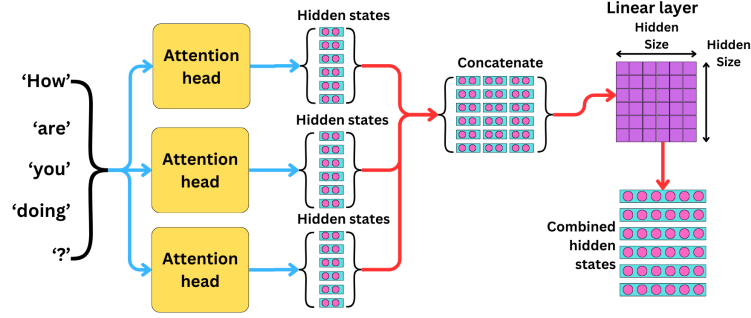 ‘How’
‘are’
‘you’
‘doing’
‘?’
Attention
head
Attention
head
Attention
head
Hidden states
Hidden states
Hidden states
Concatenate
Linear layer
Hidden
Size
Hidden
Size
Combined
hidden
states